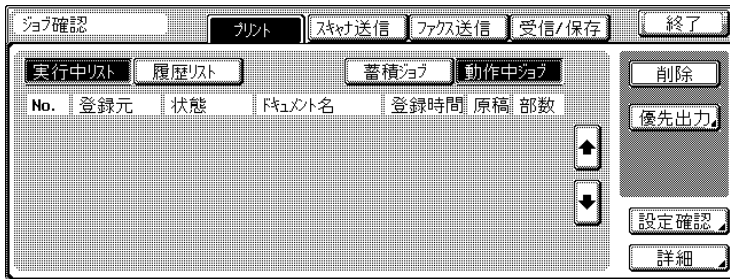 ジョブ確認
プリント スキャナ送信 ファクス送信 受信/保存 終了
実行中リスト 履歴リスト 蓄積ジョブ 動作中ジョブ 削除
No. 登録元 状態 ドキュメント名 登録時間 原稿 部数
優先出力
設定確認
詳細